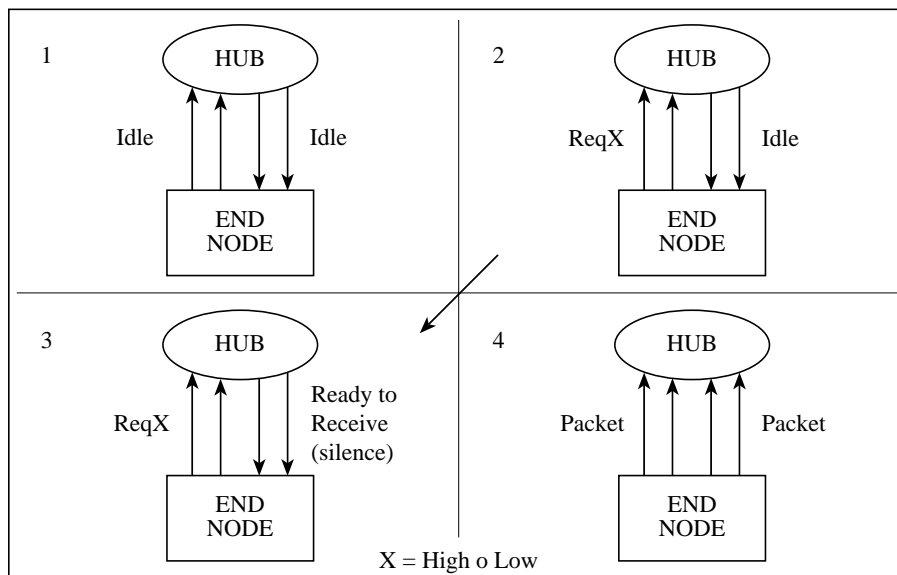 1
HUB
Idle
Idle
END
NODE
2
HUB
ReqX
Idle
END
NODE
3
HUB
ReqX
Ready to
Receive
(silence)
END
NODE
4
HUB
Packet
Packet
END
NODE
X = High o Low